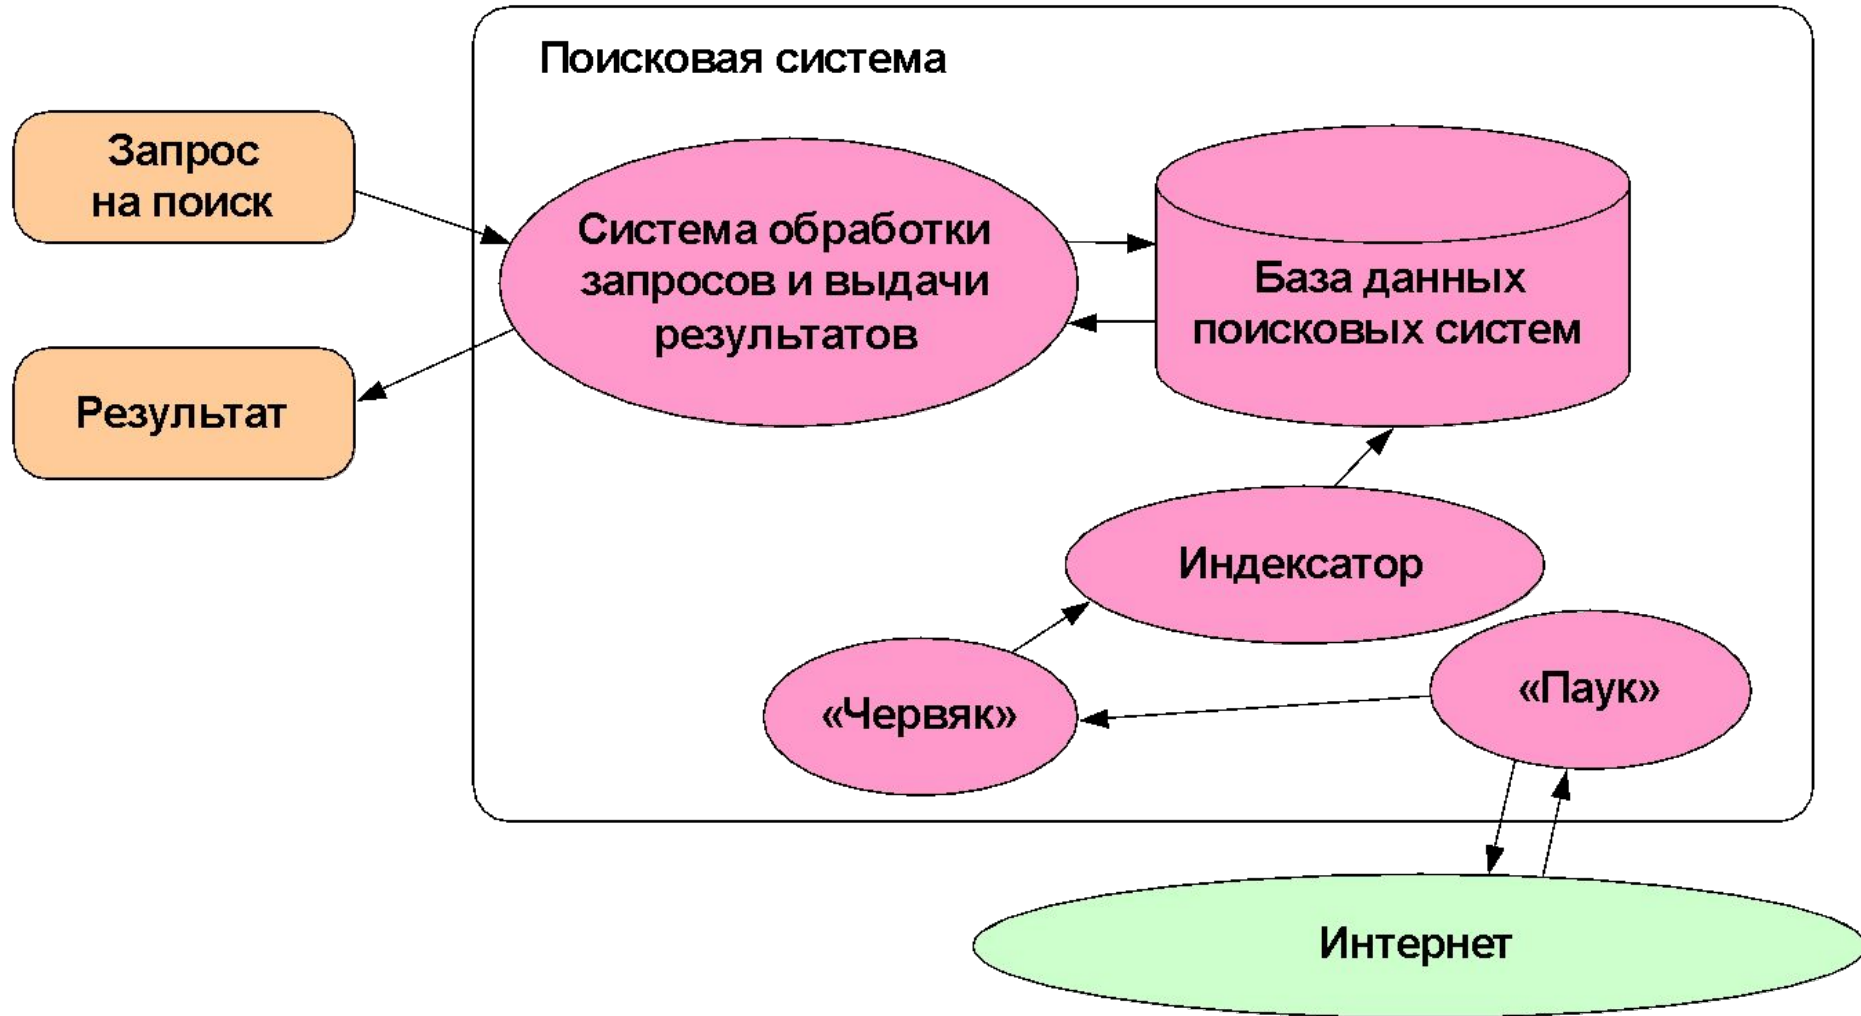 Поисковая система
Запрос
на поиск
Система обработки
запросов и выдачи
результатов
База данных
поисковых систем
Результат
Индексатор
«Червяк»
«Паук»
Интернет